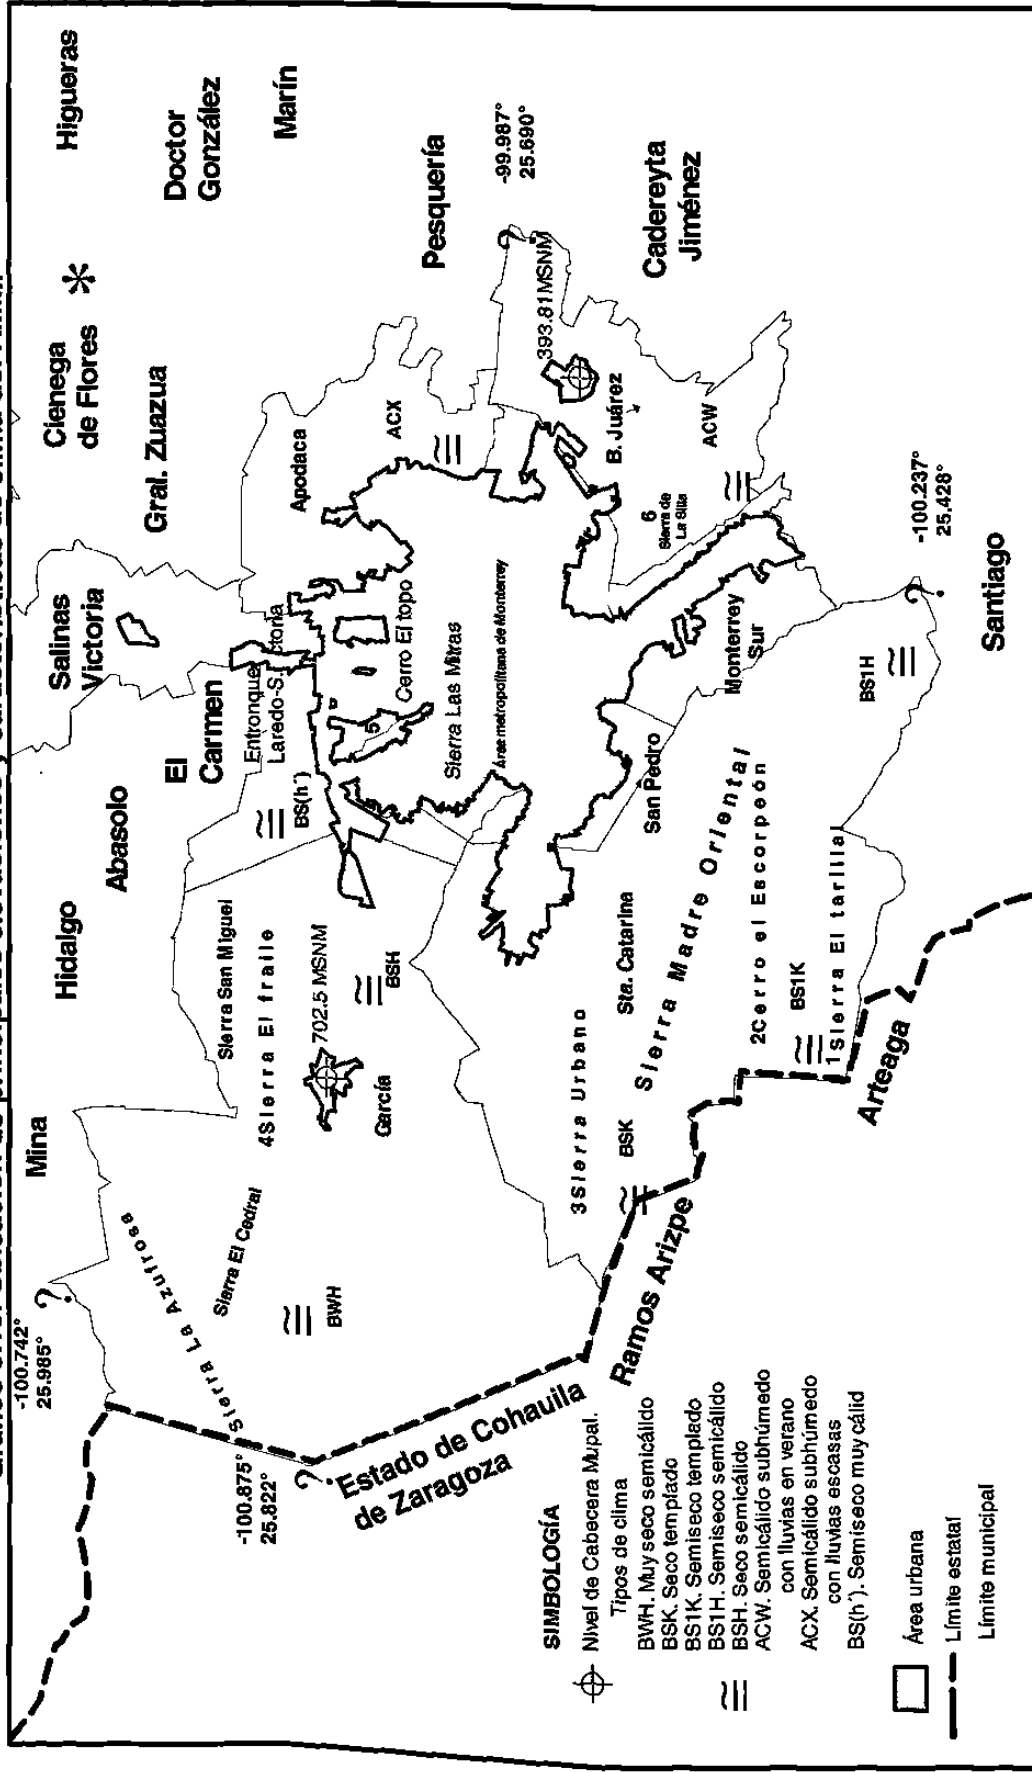 -100.742°
25.985°
Mina
Hidalgo
Abasolo
Salinas
Victoria
Cienega
de Flores
Higueras
El
Carmen
Gral. Zuazua
Doctor
González
Marín
Sierra La Azufrosa
Sierra El Cedral
Sierra San Miguel
4Sierra El fraile
702.5 MSNM
García
BSH
BWH
BS(h´)
Entronque
Laredo-S.
Cerro El topo
5
Sierra Las Mitras
Área metropolitana de Monterrey
Apodaca
ACX
Pesquería
-99.987°
25.690°
393.81MSNM
B. Juárez
ACW
Cadereyta
Jiménez
6
Sierra de
La Silla
-100.875°
25.822°
Estado de Cohauila
de Zaragoza
Ramos Arizpe
Arteaga
3Sierra Urbano
BSK
Sta. Catarina
San Pedro
Monterrey
Sur
Sierra Madre Oriental
2Cerro el Escorpeón
BS1K
1Sierra El tarillal
BS1H
-100.237°
25.428°
Santiago
SIMBOLOGÍA
Nivel de Cabecera Mupal.
Tipos de clima
BWH. Muy seco semicálido
BSK. Seco templado
BS1K. Semiseco templado
BS1H. Semiseco semicálido
BSH. Seco semicálido
ACW. Semicálido subhúmedo
con lluvias en verano
ACX. Semicálido subhúmedo
con lluvias escasas
BS(h´). Semiseco muy cálid
Área urbana
Límite estatal
Límite municipal